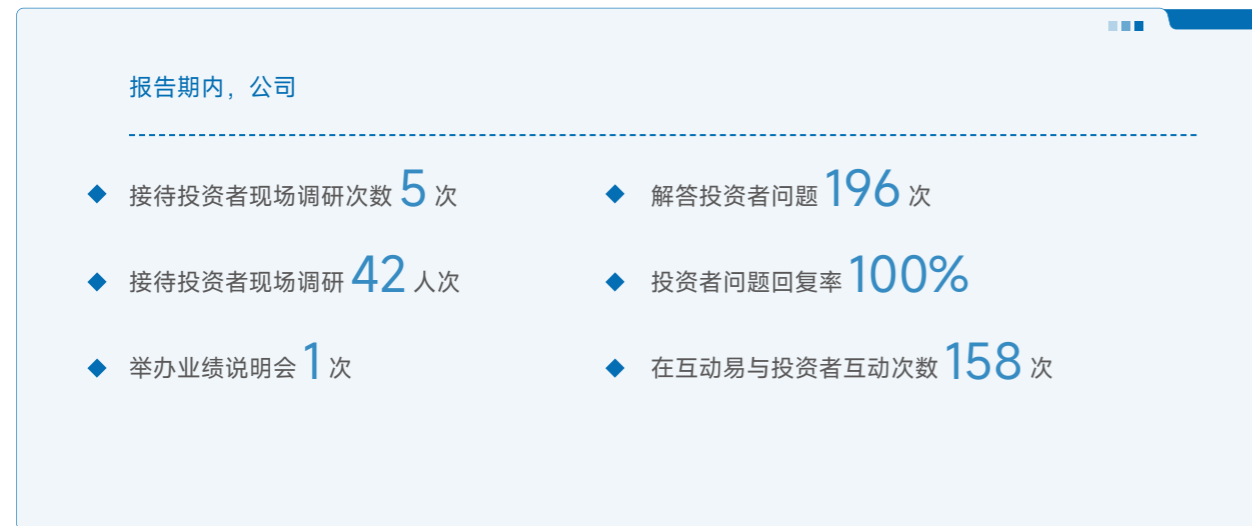 报告期内，公司
接待投资者现场调研次数 5 次
解答投资者问题 196 次
接待投资者现场调研 42 人次
投资者问题回复率 100%
举办业绩说明会 1 次
在互动易与投资者互动次数 158 次